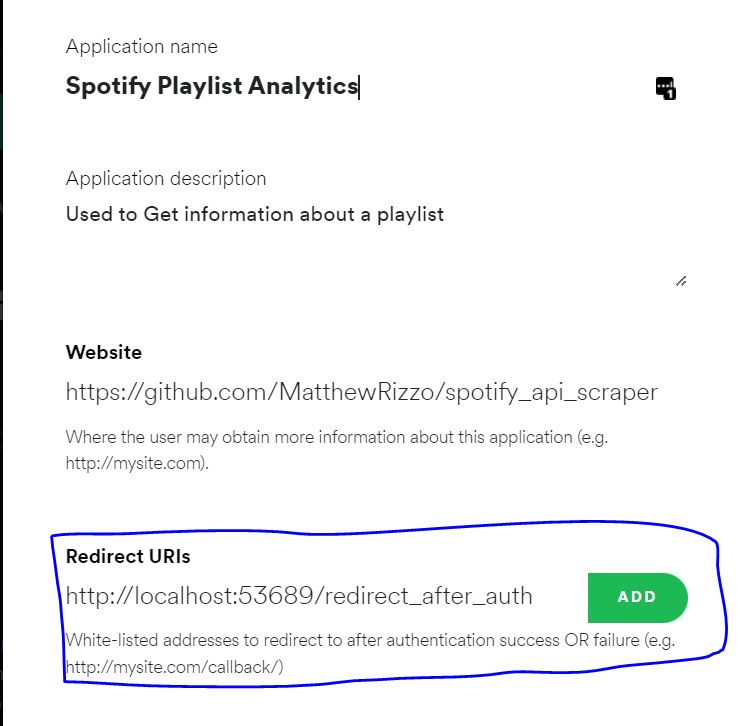 Application name
Spotify Playlist Analytics
1
Application description
Used to Get information about a playlist
Website
https://github.com/MatthewRizzo/spotify_api_scraper
Where the user may obtain more information about this application (e.g.
http://mysite.com).
Redirect URIs
http://localhost:53689/redirect_after_auth
ADD
White-listed addresses to redirect to after authentication success OR failure (e.g.
http://mysite.com/callback/)